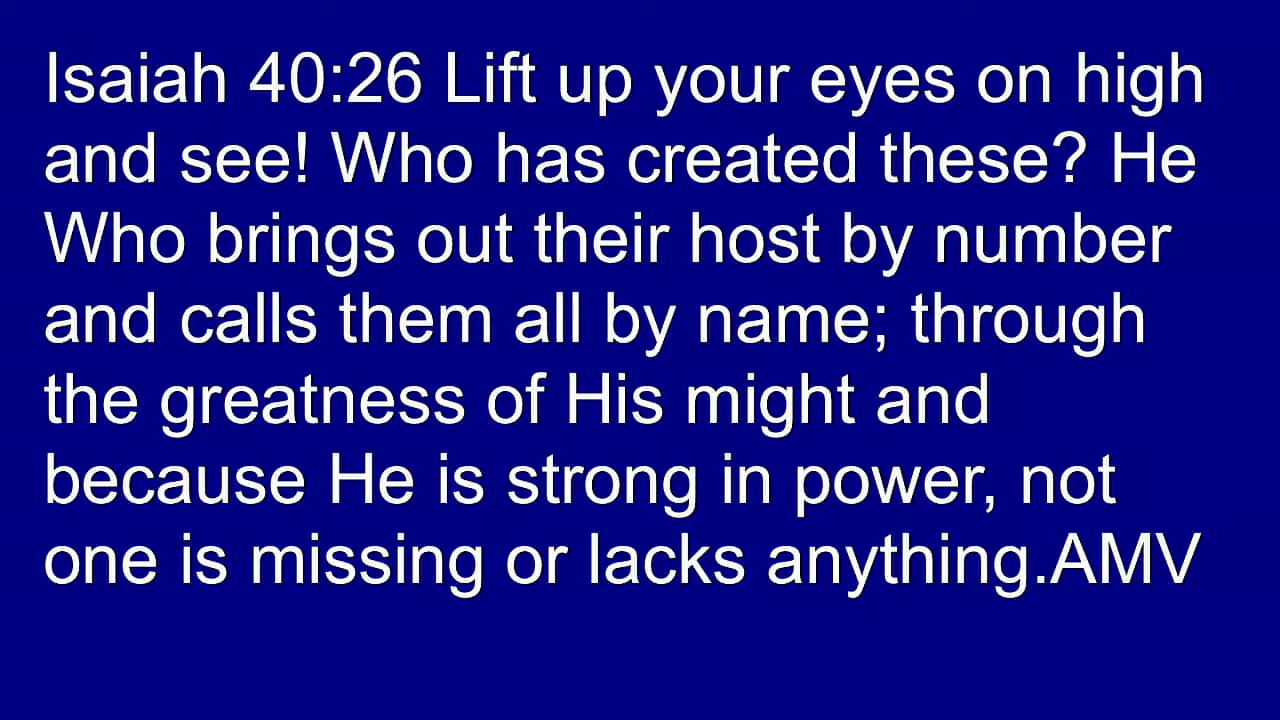 Isaiah 40:26 Lift up your eyes on high
and see! Who has created these? He
Who brings out their host by number
and calls them all by name; through
the greatness of His might and
because He is strong in power, not
one is missing or lacks anything.AMV